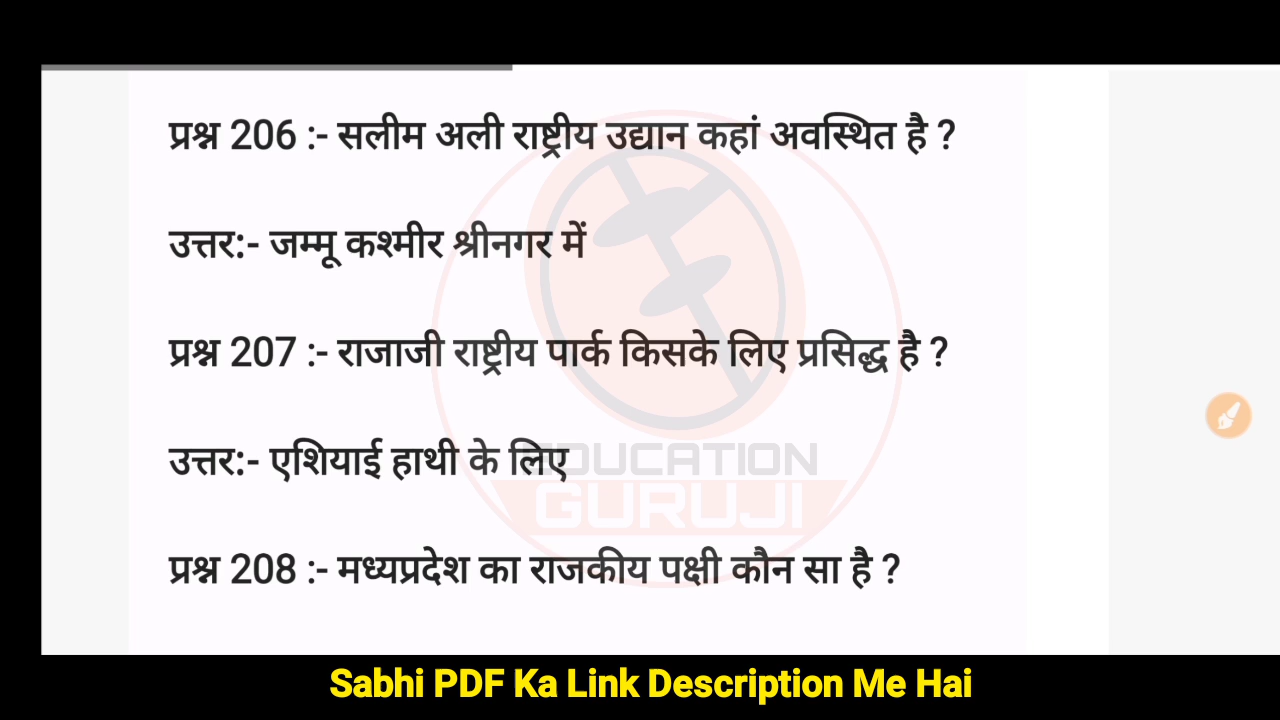 प्रश्न 206 :- सलीम अली राष्ट्रीय उद्यान कहां अवस्थित है ?
उत्तर:- जम्मू कश्मीर श्रीनगर में
प्रश्न 207 :- राजाजी राष्ट्रीय पार्क किसके लिए प्रसिद्ध है ?
उत्तर:- एशियाई हाथी के लिए
EDUCATION
GURUJI
प्रश्न 208 :- मध्यप्रदेश का राजकीय पक्षी कौन सा है ?
Sabhi PDF Ka Link Description Me Hai